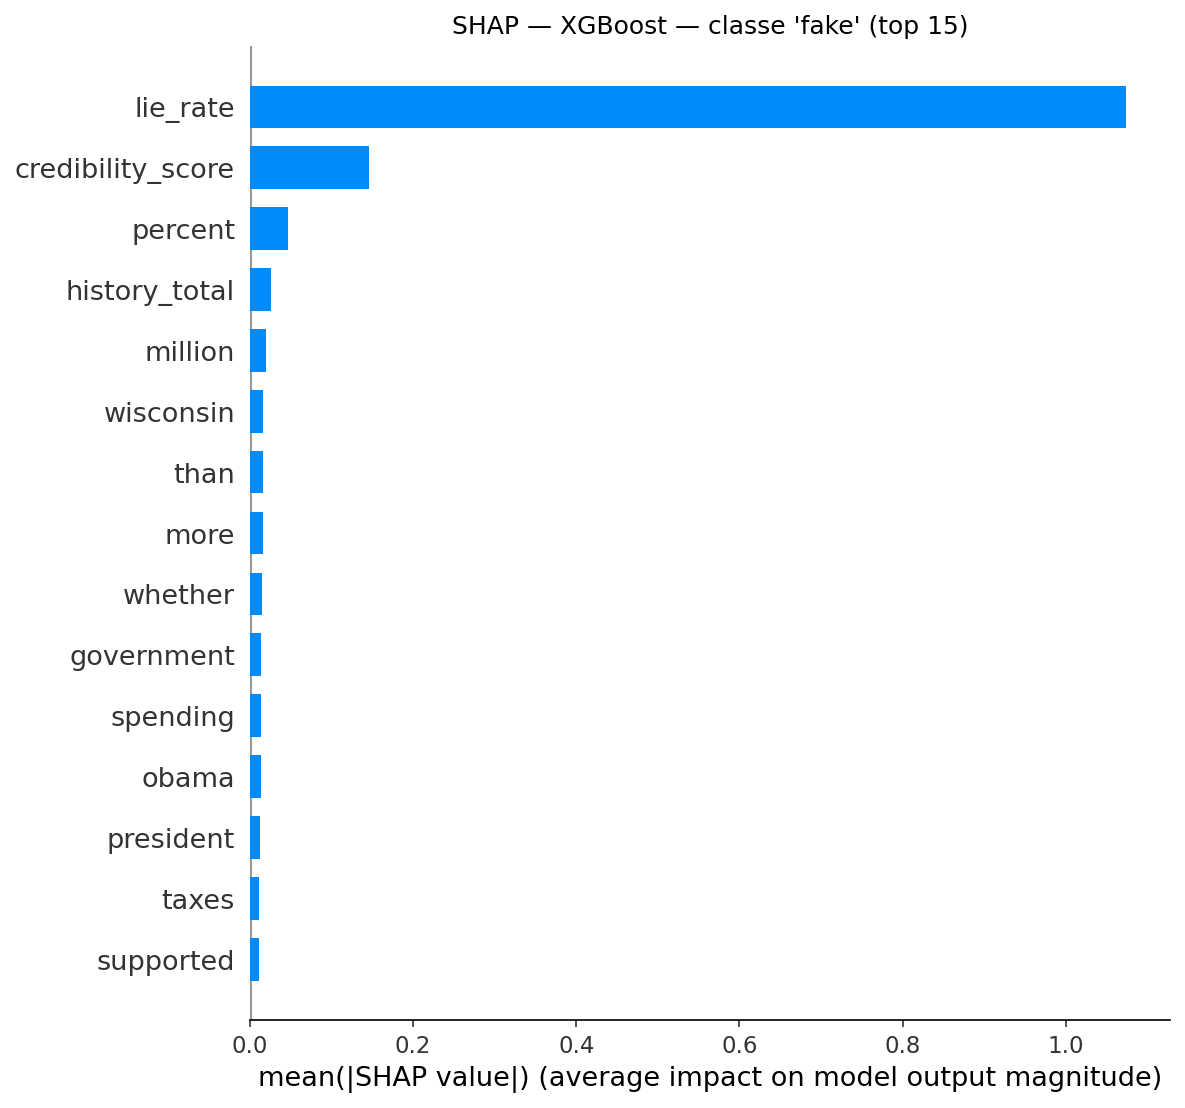 SHAP — XGBoost — classe 'fake' (top 15)
lie_rate
credibility_score
percent
history_total
million
wisconsin
than
more
whether
government
spending
obama
president
taxes
supported
0.0 0.2 0.4 0.6 0.8 1.0
mean(|SHAP value|) (average impact on model output magnitude)